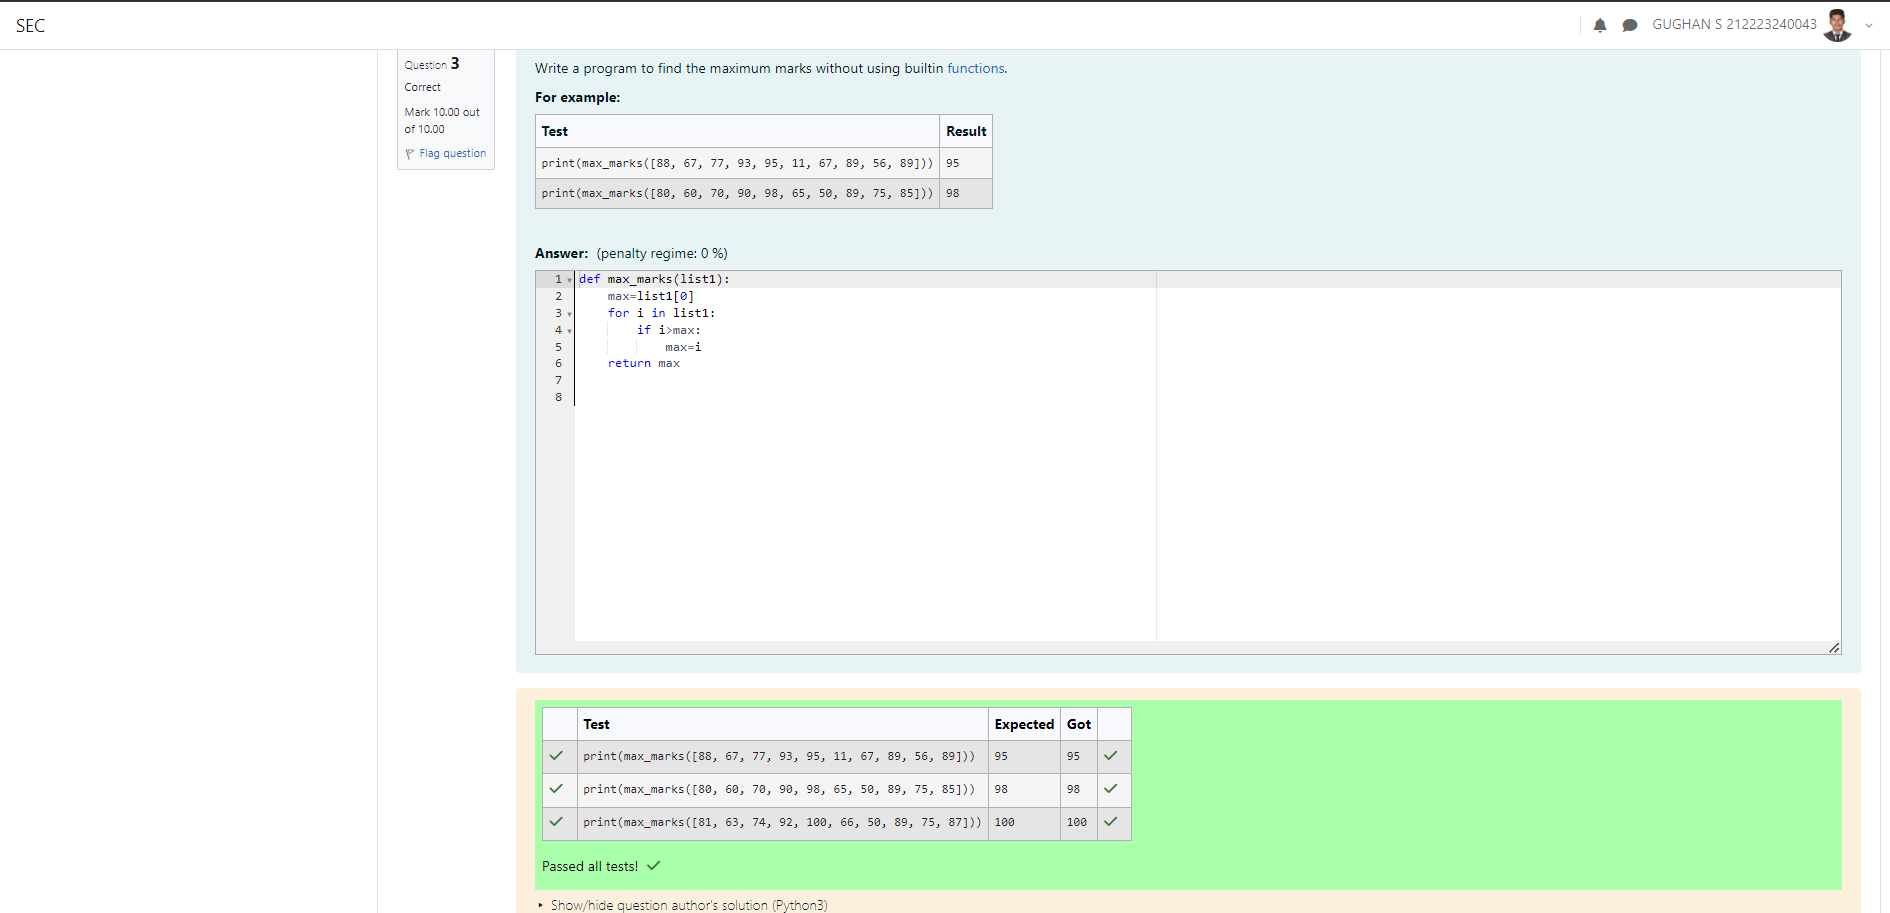 SEC
GUGHAN S 212223240043
Question 3
Correct
Mark 10.00 out
of 10.00
Flag question
Write a program to find the maximum marks without using builtin functions.
For example:
Test Result
print(max_marks([88, 67, 77, 93, 95, 11, 67, 89, 56, 89])) 95
print(max_marks([80, 60, 70, 90, 98, 65, 50, 89, 75, 85])) 98
Answer: (penalty regime: 0 %)
1 def max_marks(list1):
2 max=list1[0]
3 for i in list1:
4 if i>max:
5 max=i
6 return max
7
8
Test Expected Got
print(max_marks([88, 67, 77, 93, 95, 11, 67, 89, 56, 89])) 95 95
print(max_marks([80, 60, 70, 90, 98, 65, 50, 89, 75, 85])) 98 98
print(max_marks([81, 63, 74, 92, 100, 66, 50, 89, 75, 87])) 100 100
Passed all tests!
Show/hide question author's solution (Python3)